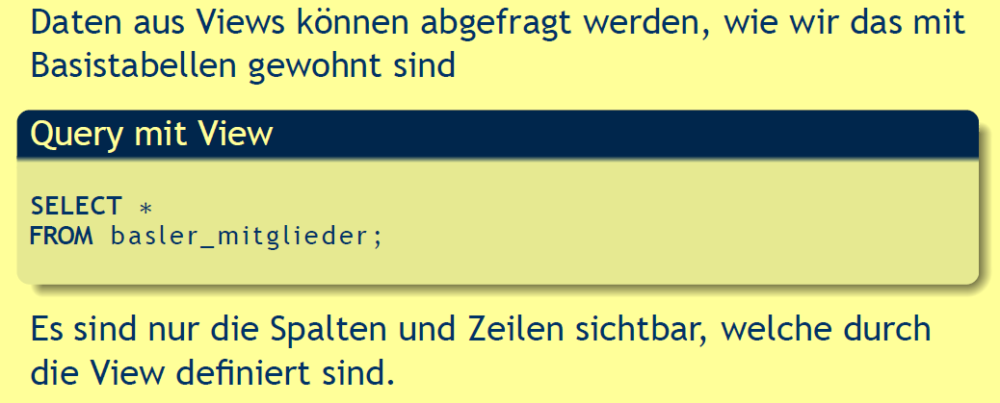 Daten aus Views können abgefragt werden, wie wir das mit
Basistabellen gewohnt sind
Query mit View
SELECT *
FROM basler_mitglieder;
Es sind nur die Spalten und Zeilen sichtbar, welche durch
die View definiert sind.